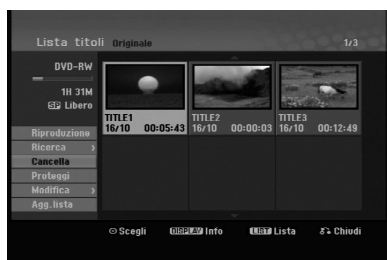 Lista titoli Originale 1/3
DVD-RW
1H 31M
SP Libero
TITLE1
16/10 00:05:43
TITLE2
16/10 00:00:03
TITLE3
16/10 00:12:49
Riproduzione
Ricerca
Cancella
Proteggi
Modifica
Agg.lista
Scegli DISPLAY Info LIST Lista Chiudi